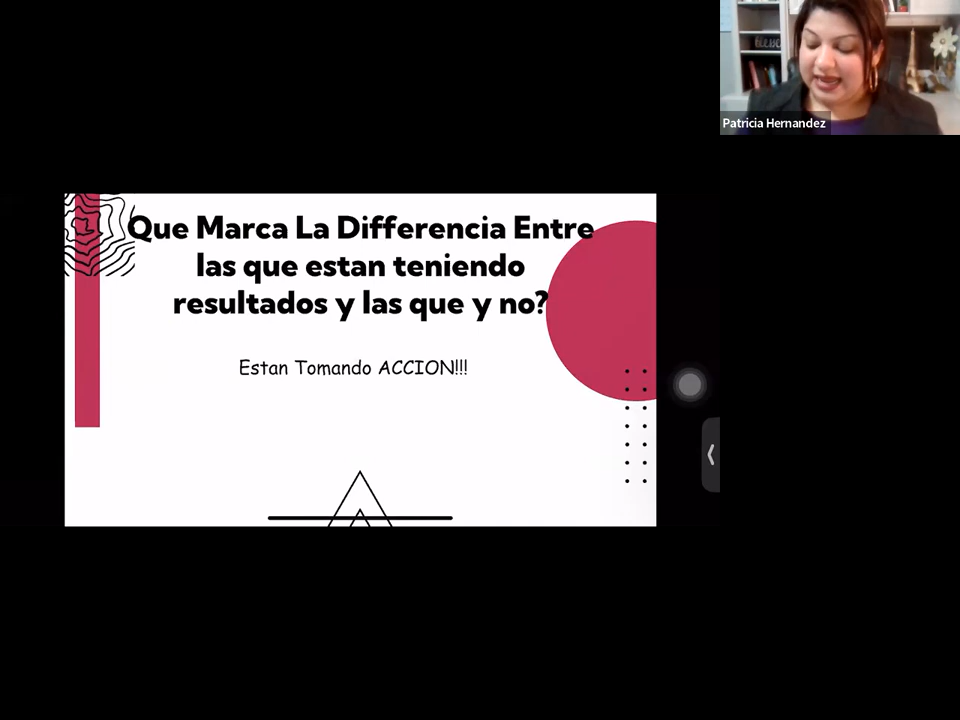 Patricia Hernandez
Que Marca La Differencia Entre
las que estan teniendo
resultados y las que y no?
Estan Tomando ACCION!!!